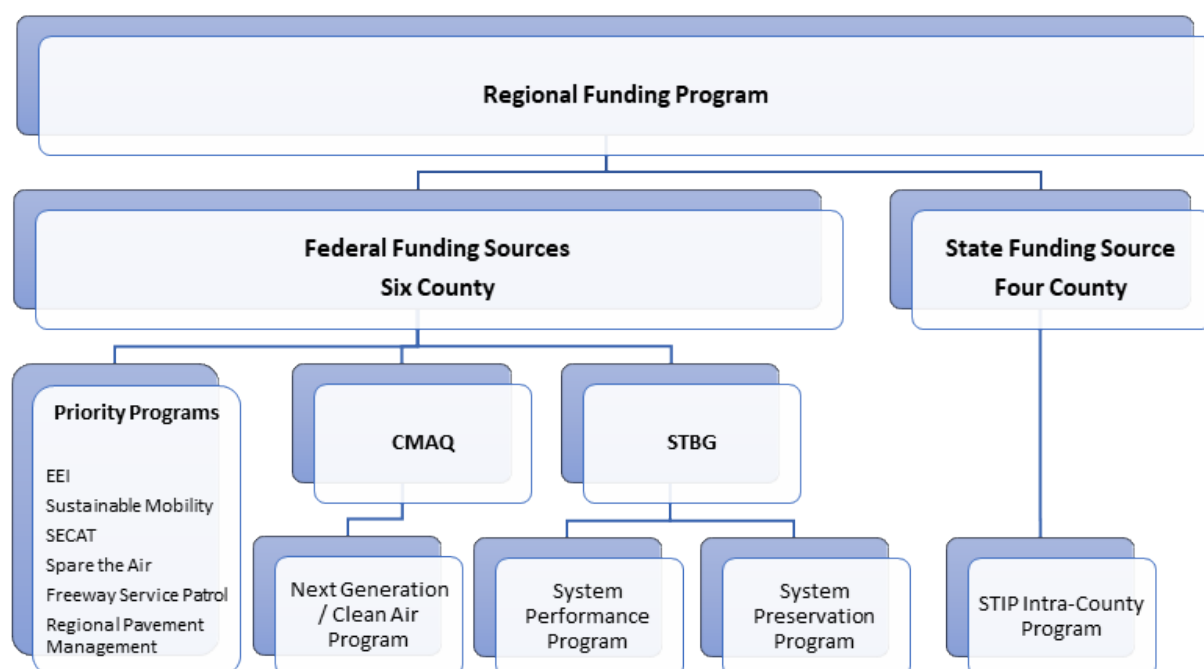 Regional Funding Program
Federal Funding Sources
Six County
State Funding Source
Four County
Priority Programs
EEI
Sustainable Mobility
SECAT
Spare the Air
Freeway Service Patrol
Regional Pavement
Management
CMAQ
STBG
Next Generation
/ Clean Air
Program
System
Performance
Program
System
Preservation
Program
STIP Intra-County
Program